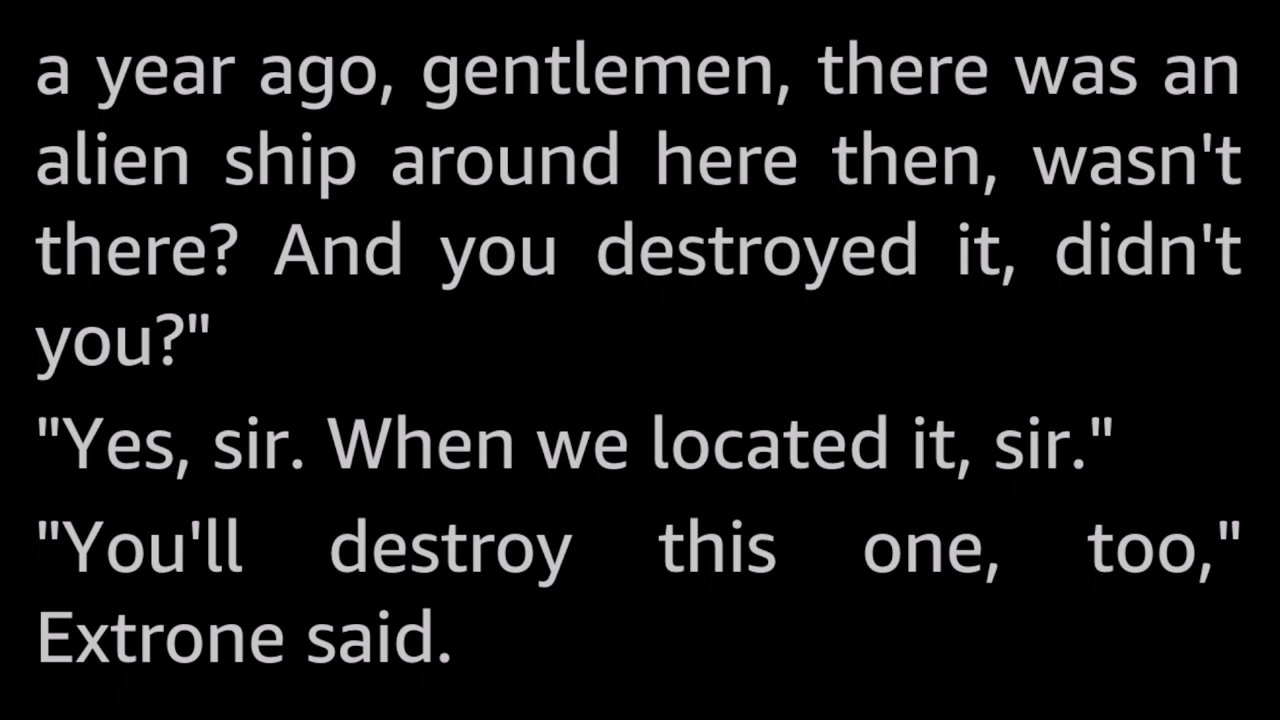 a year ago, gentlemen, there was an
alien ship around here then, wasn't
there? And you destroyed it, didn't
you?"
"Yes, sir. When we located it, sir."
"You'll destroy this one, too,"
Extrone said.